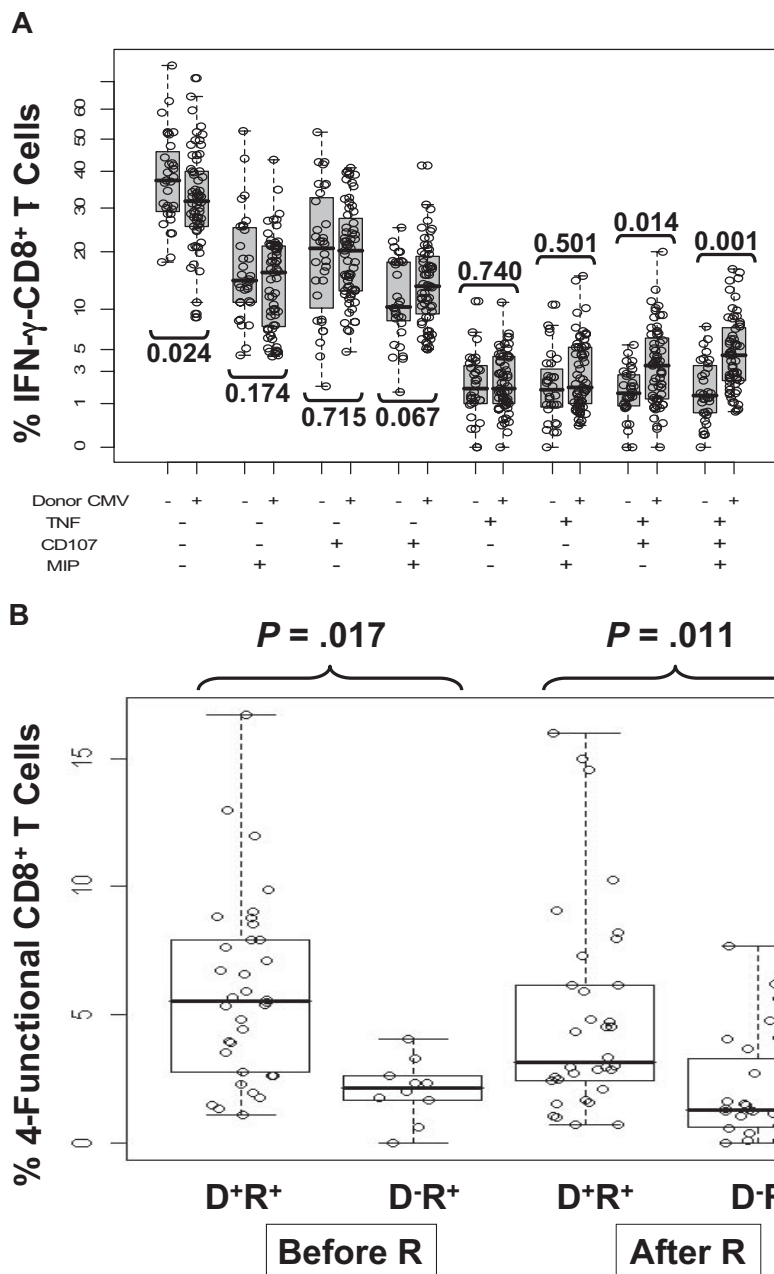 A
% IFN-γ-CD8+ T Cells
60
50
40
30
20
10
5
3
1
0
0.024
0.174
0.715
0.067
0.740
0.501
0.014
0.001
Donor CMV - + - + - + - + - + - + - + - +
TNF - - - - + + + +
CD107 - - + + - - + +
MIP - + - + - + - +
B
P = .017
P = .011
% 4-Functional CD8+ T Cells
15
10
5
0
D+R+ D-R+ D+R+ D-R
Before R
After R